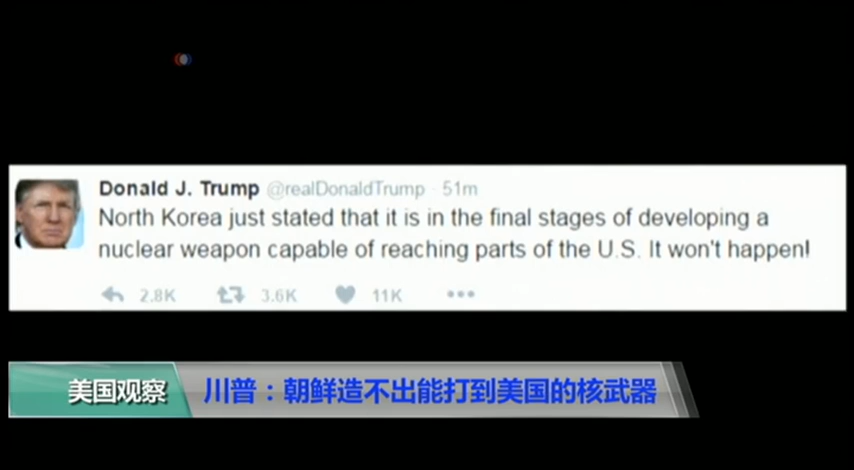 Donald J. Trump @realDonaldTrump · 51m
North Korea just stated that it is in the final stages of developing a
nuclear weapon capable of reaching parts of the U.S. It won't happen!
2.8K 3.6K 11K •••
美国观察 川普：朝鲜造不出能打到美国的核武器